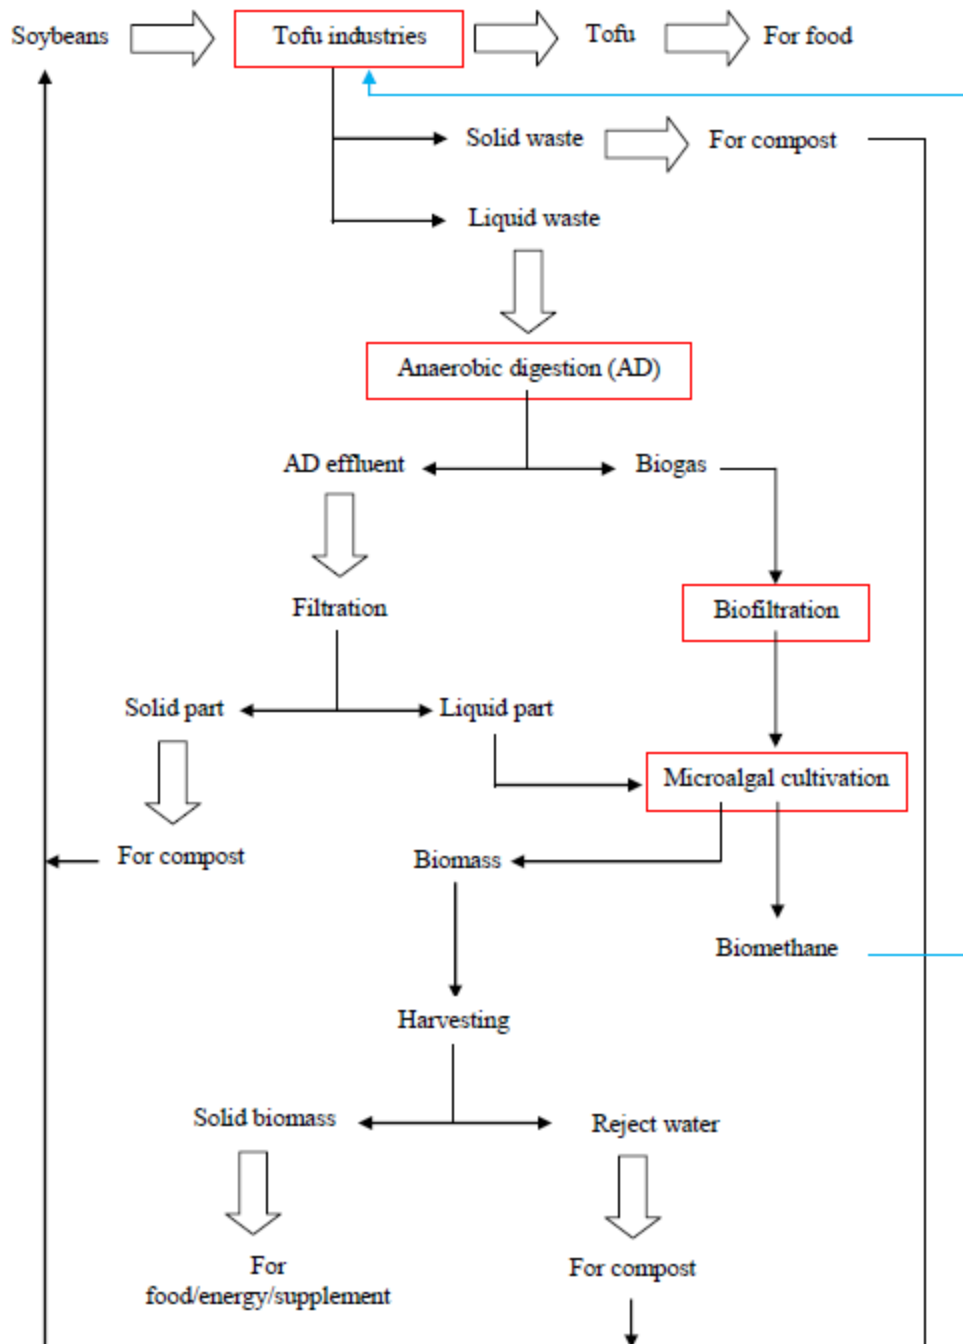 Soybeans
Tofu industries
Tofu
For food
Solid waste
For compost
Liquid waste
Anaerobic digestion (AD)
AD effluent
Biogas
Filtration
Biofiltration
Solid part
Liquid part
Microalgal cultivation
For compost
Biomass
Biomethane
Harvesting
Solid biomass
Reject water
For
food/energy/supplement
For compost